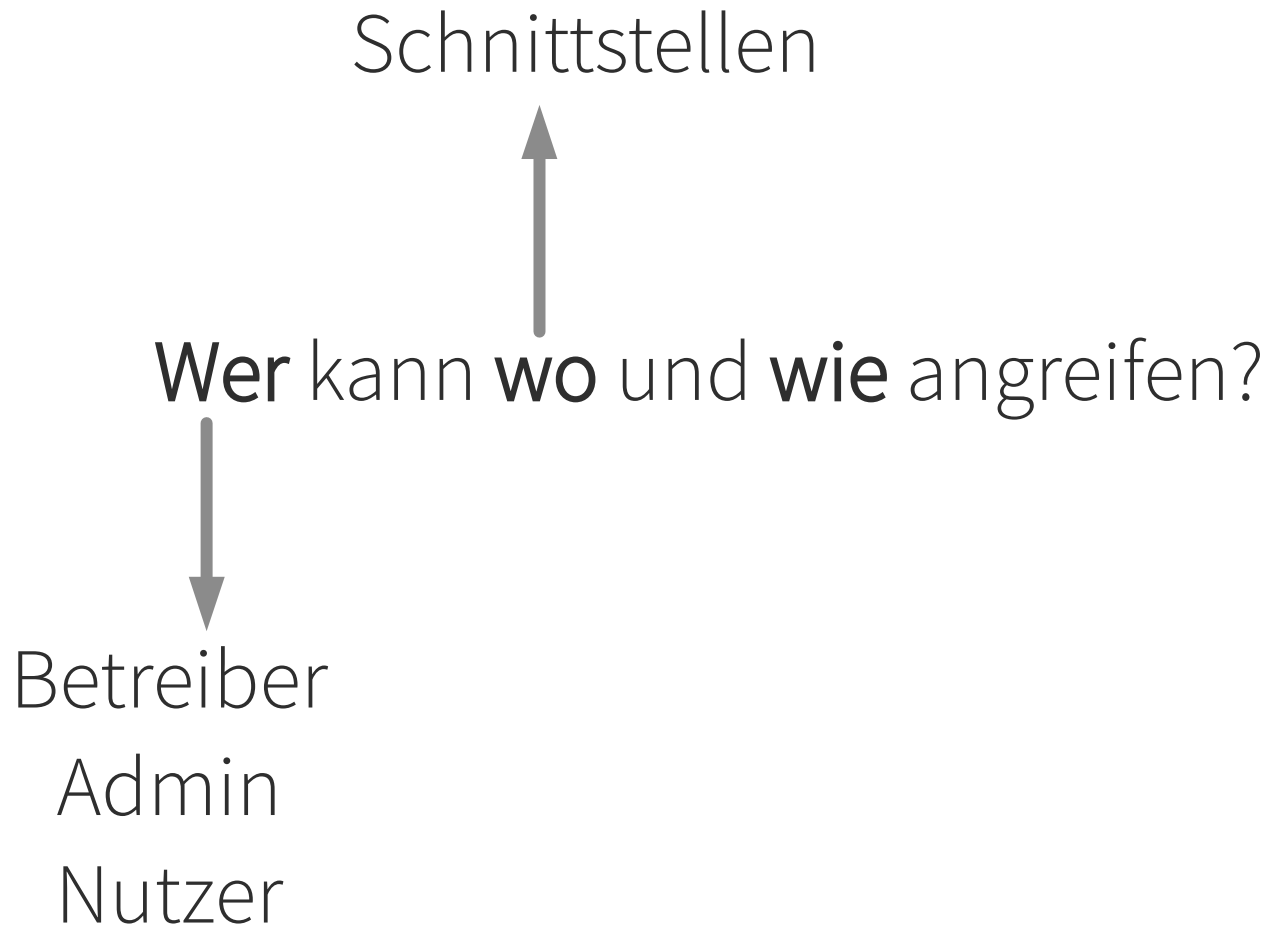 Schnittstellen
Wer kann wo und wie angreifen?
Betreiber
Admin
Nutzer